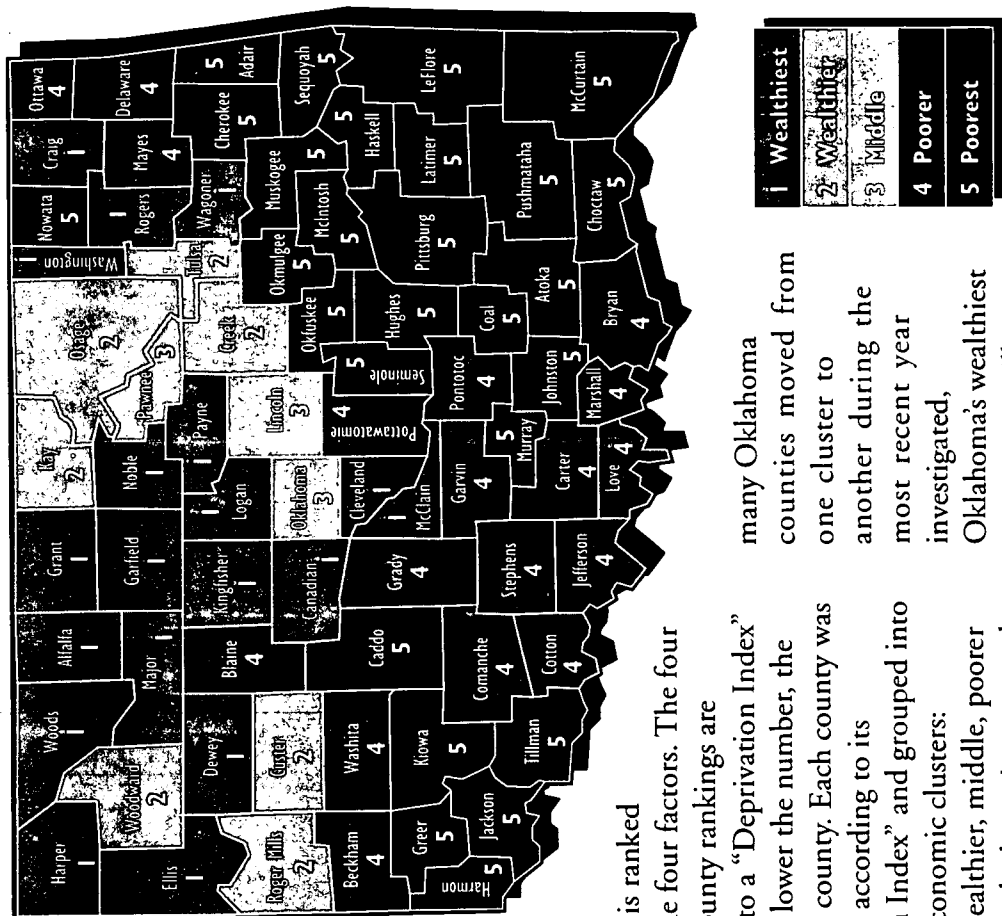 Harper
1
Woods
1
Alfalfa
1
Grant
1
Kay
2
Osage
2
Washington
1
Nowata
5
Craig
1
Ottawa
4
Ellis
1
Woodward
2
Major
1
Garfield
1
Noble
1
Pawnee
3
Tulsa
2
Rogers
1
Mayes
4
Delaware
4
Roger Mills
2
Dewey
1
Custer
2
Blaine
4
Kingfisher
1
Logan
1
Payne
1
Lincoln
3
Creek
2
Wagoner
1
Cherokee
5
Adair
5
Beckham
4
Washita
4
Caddo
5
Canadian
1
Oklahoma
3
Cleveland
1
Pottawatomie
4
Seminole
5
Okfuskee
5
Okmulgee
5
Muskogee
5
Sequoyah
5
McIntosh
5
Haskell
5
Harmon
5
Greer
5
Kiowa
5
Jackson
5
Comanche
4
Grady
4
McClain
1
Garvin
4
Pontotoc
4
Hughes
5
Pittsburg
5
Latimer
5
LeFlore
5
Tillman
5
Cotton
4
Stephens
4
Jefferson
4
Carter
4
Murray
5
Johnston
5
Coal
5
Atoka
5
Pushmataha
5
McCurtain
5
Love
4
Marshall
4
Bryan
4
Choctaw
5
is ranked
e four factors. The four
unty rankings are
to a “Deprivation Index”
lower the number, the
county. Each county was
according to its
Index” and grouped into
conomic clusters:
ealthier, middle, poorer
many Oklahoma
counties moved from
one cluster to
another during the
most recent year
investigated,
Oklahoma's wealthiest
1 Wealthiest
2 Wealthier
3 Middle
4 Poorer
5 Poorest